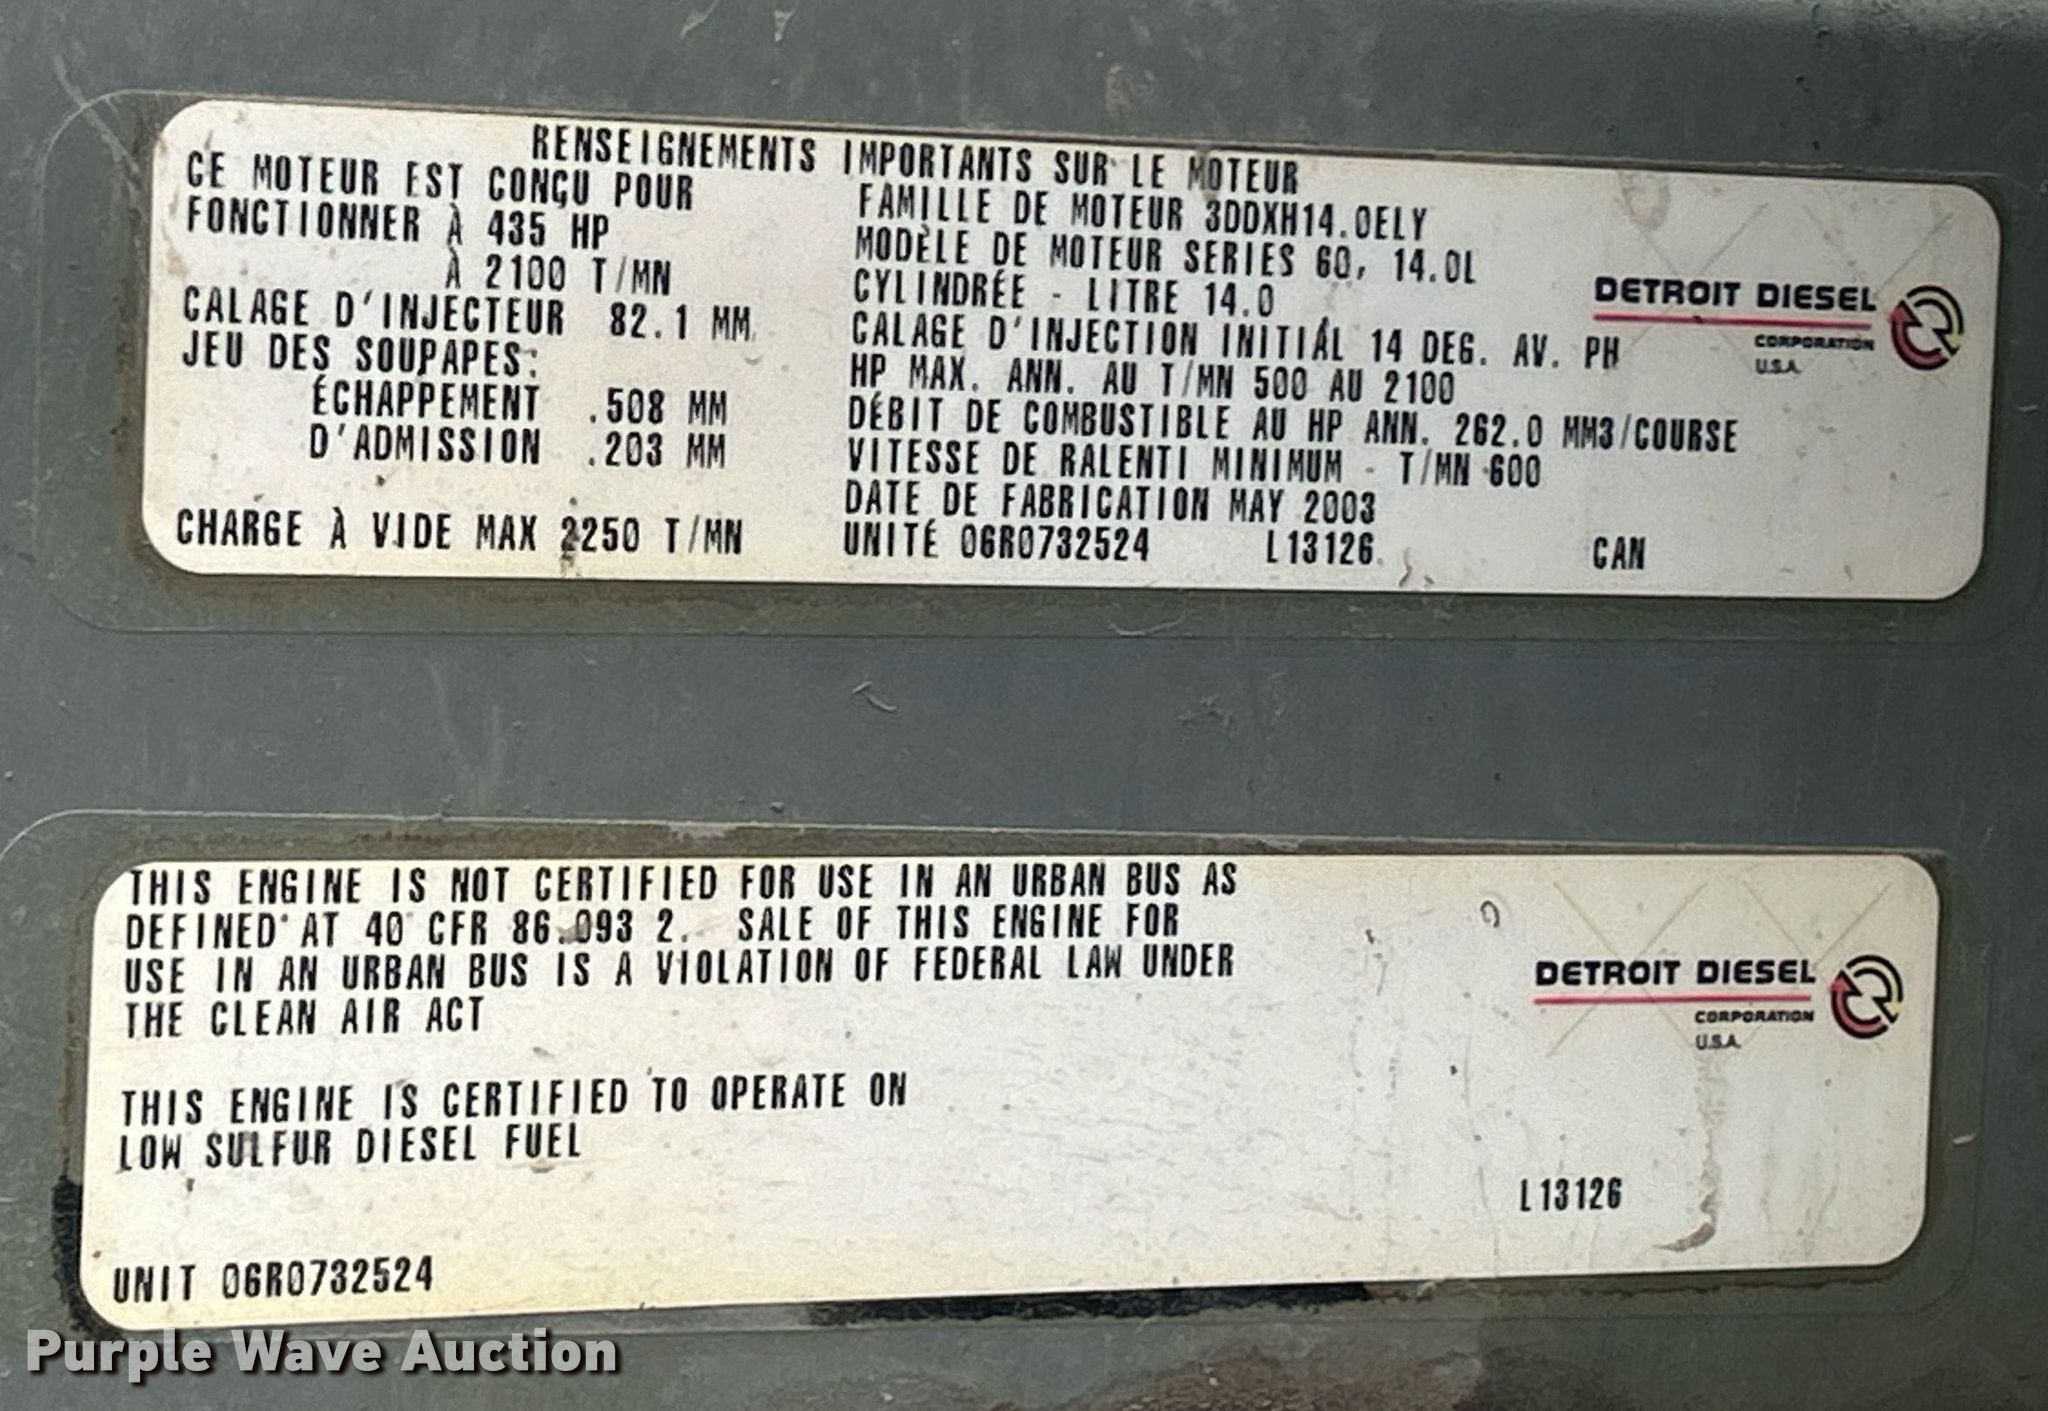 RENSEIGNEMENTS IMPORTANTS SUR LE MOTEUR
CE MOTEUR EST CONÇU POUR
FONCTIONNER À 435 HP
À 2100 T/MN
CALAGE D'INJECTEUR 82.1 MM
JEU DES SOUPAPES:
ÉCHAPPEMENT .508 MM
D'ADMISSION .203 MM
CHARGE À VIDE MAX 2250 T/MN
FAMILLE DE MOTEUR 3DDXH14.0ELY
MODÈLE DE MOTEUR SERIES 60, 14.0L
CYLINDRÉE - LITRE 14.0
CALAGE D'INJECTION INITIAL 14 DEG. AV. PH
HP MAX. ANN. AU T/MN 500 AU 2100
DÉBIT DE COMBUSTIBLE AU HP ANN. 262.0 MM3/COURSE
VITESSE DE RALENTI MINIMUM - T/MN 600
DATE DE FABRICATION MAY 2003
UNITÉ 06R0732524 L13126 CAN
DETROIT DIESEL
CORPORATION
U.S.A.
THIS ENGINE IS NOT CERTIFIED FOR USE IN AN URBAN BUS AS
DEFINED AT 40 CFR 86.093 2. SALE OF THIS ENGINE FOR
USE IN AN URBAN BUS IS A VIOLATION OF FEDERAL LAW UNDER
THE CLEAN AIR ACT
THIS ENGINE IS CERTIFIED TO OPERATE ON
LOW SULFUR DIESEL FUEL
DETROIT DIESEL
CORPORATION
U.S.A.
L13126
UNIT 06R0732524
Purple Wave Auction